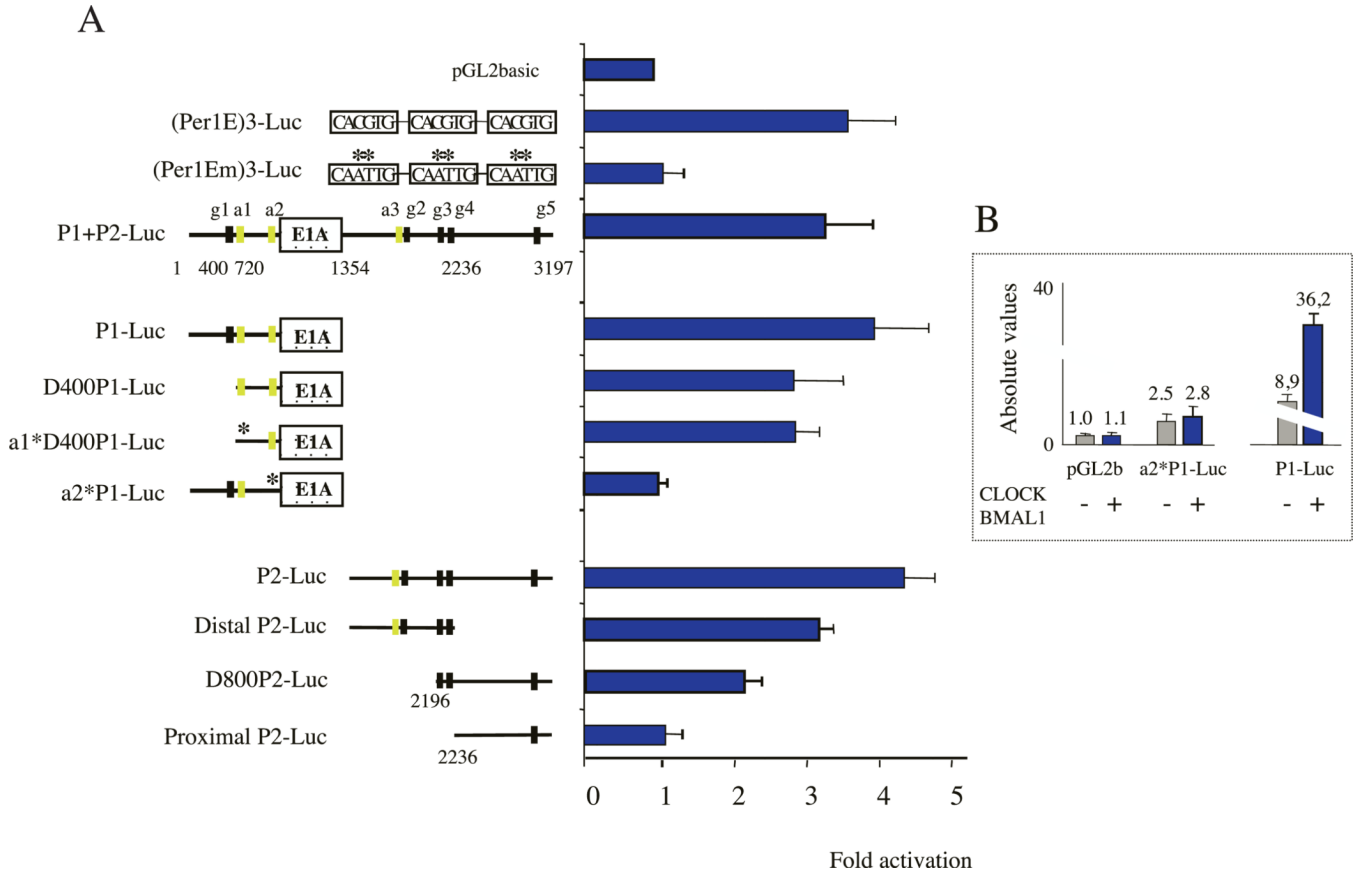 A
pGL2basic
(Per1E)3-Luc CACGTG CACGTG CACGTG
** ** **
(Per1Em)3-Luc CAATTG CAATTG CAATTG
g1 a1 a2 a3 g2 g3 g4 g5
P1+P2-Luc E1A
1 400 720 1354 2236 3197
P1-Luc E1A
D400P1-Luc E1A
*
a1*D400P1-Luc E1A
*
a2*P1-Luc E1A
P2-Luc
Distal P2-Luc
D800P2-Luc
2196
Proximal P2-Luc
2236
0 1 2 3 4 5
Fold activation
B
Absolute values
40
0
1.0 1.1 2.5 2.8 8,9 36,2
pGL2b a2*P1-Luc P1-Luc
CLOCK
BMAL1
- + - + - +